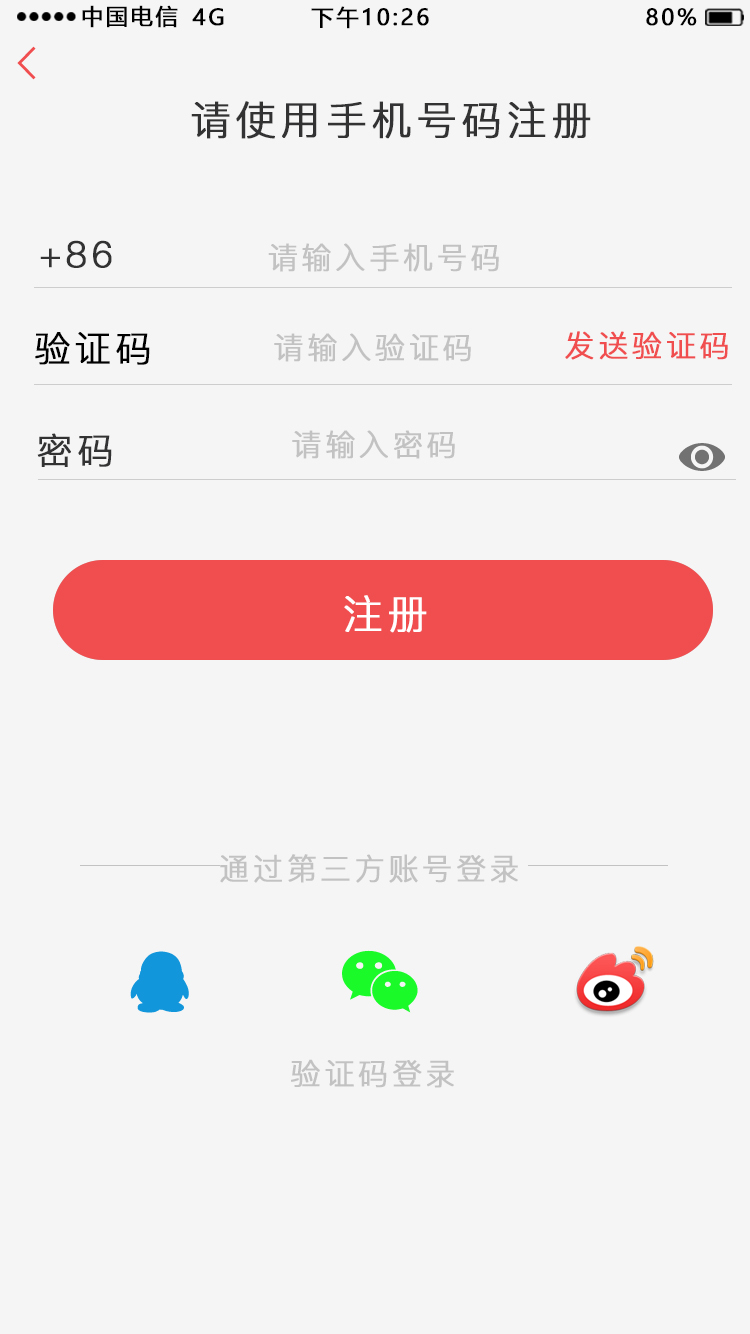 中国电信 4G 下午10:26 80%
请使用手机号码注册
+86 请输入手机号码
验证码 请输入验证码 发送验证码
密码 请输入密码
注册
通过第三方账号登录
验证码登录